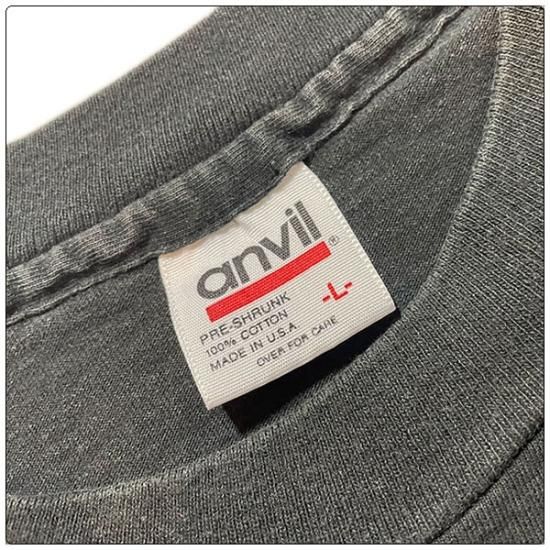 anvil®
-L-
PRE-SHRUNK
100% COTTON
MADE IN U.S.A.
OVER FOR CARE